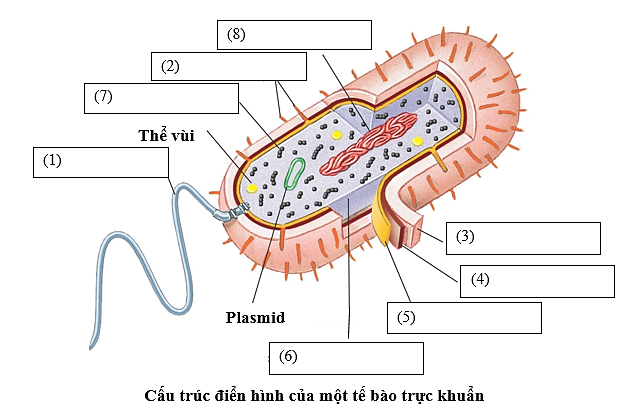 (8)
(2)
(7)
Thể vùi
(1)
(3)
(4)
(5)
Plasmid
(6)
Cấu trúc điển hình của một tế bào trực khuẩn